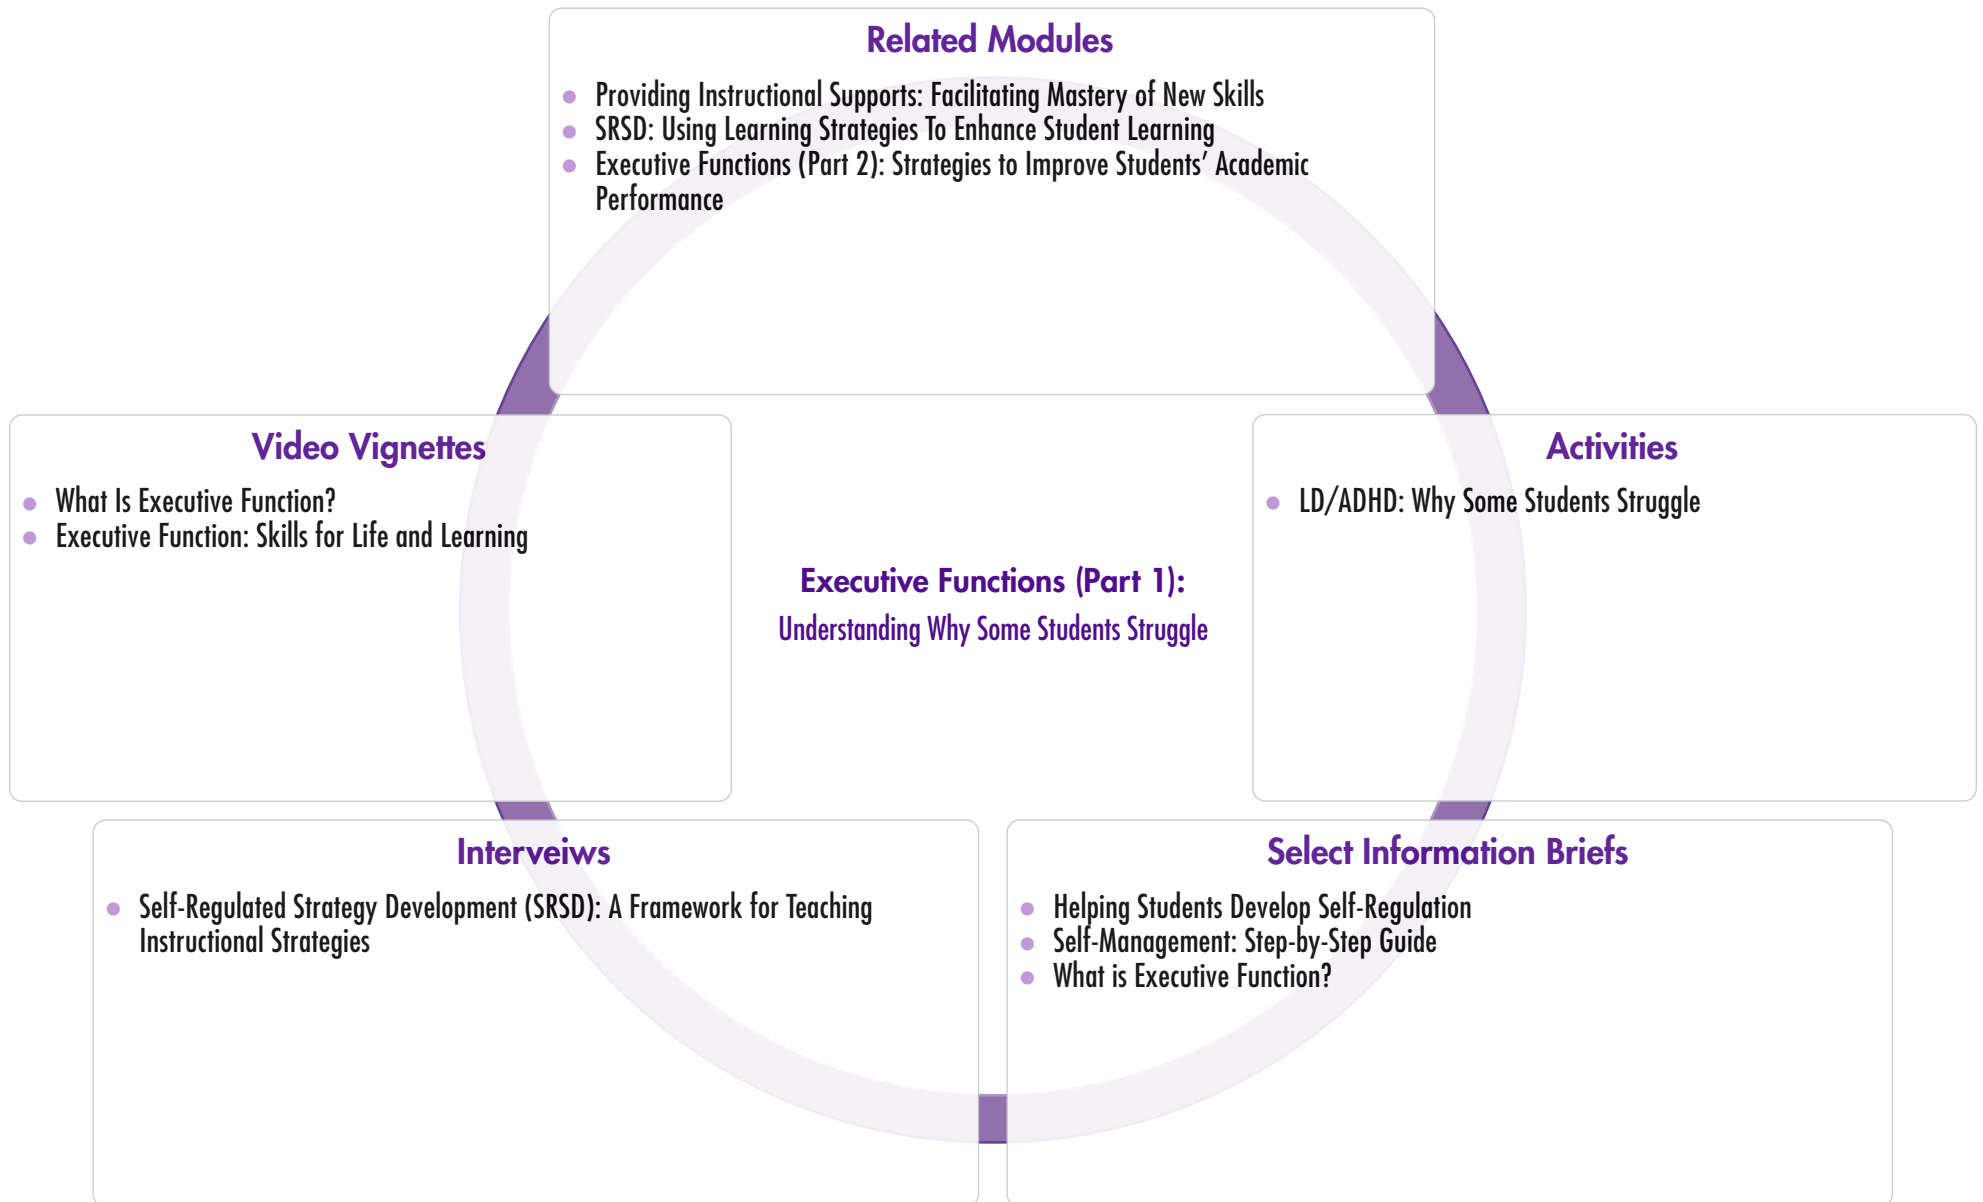 Related Modules
Providing Instructional Supports: Facilitating Mastery of New Skills
SRSD: Using Learning Strategies To Enhance Student Learning
Executive Functions (Part 2): Strategies to Improve Students’ Academic
Performance
Video Vignettes
What Is Executive Function?
Executive Function: Skills for Life and Learning
Executive Functions (Part 1):
Understanding Why Some Students Struggle
Activities
LD/ADHD: Why Some Students Struggle
Interveiws
Self-Regulated Strategy Development (SRSD): A Framework for Teaching
Instructional Strategies
Select Information Briefs
Helping Students Develop Self-Regulation
Self-Management: Step-by-Step Guide
What is Executive Function?